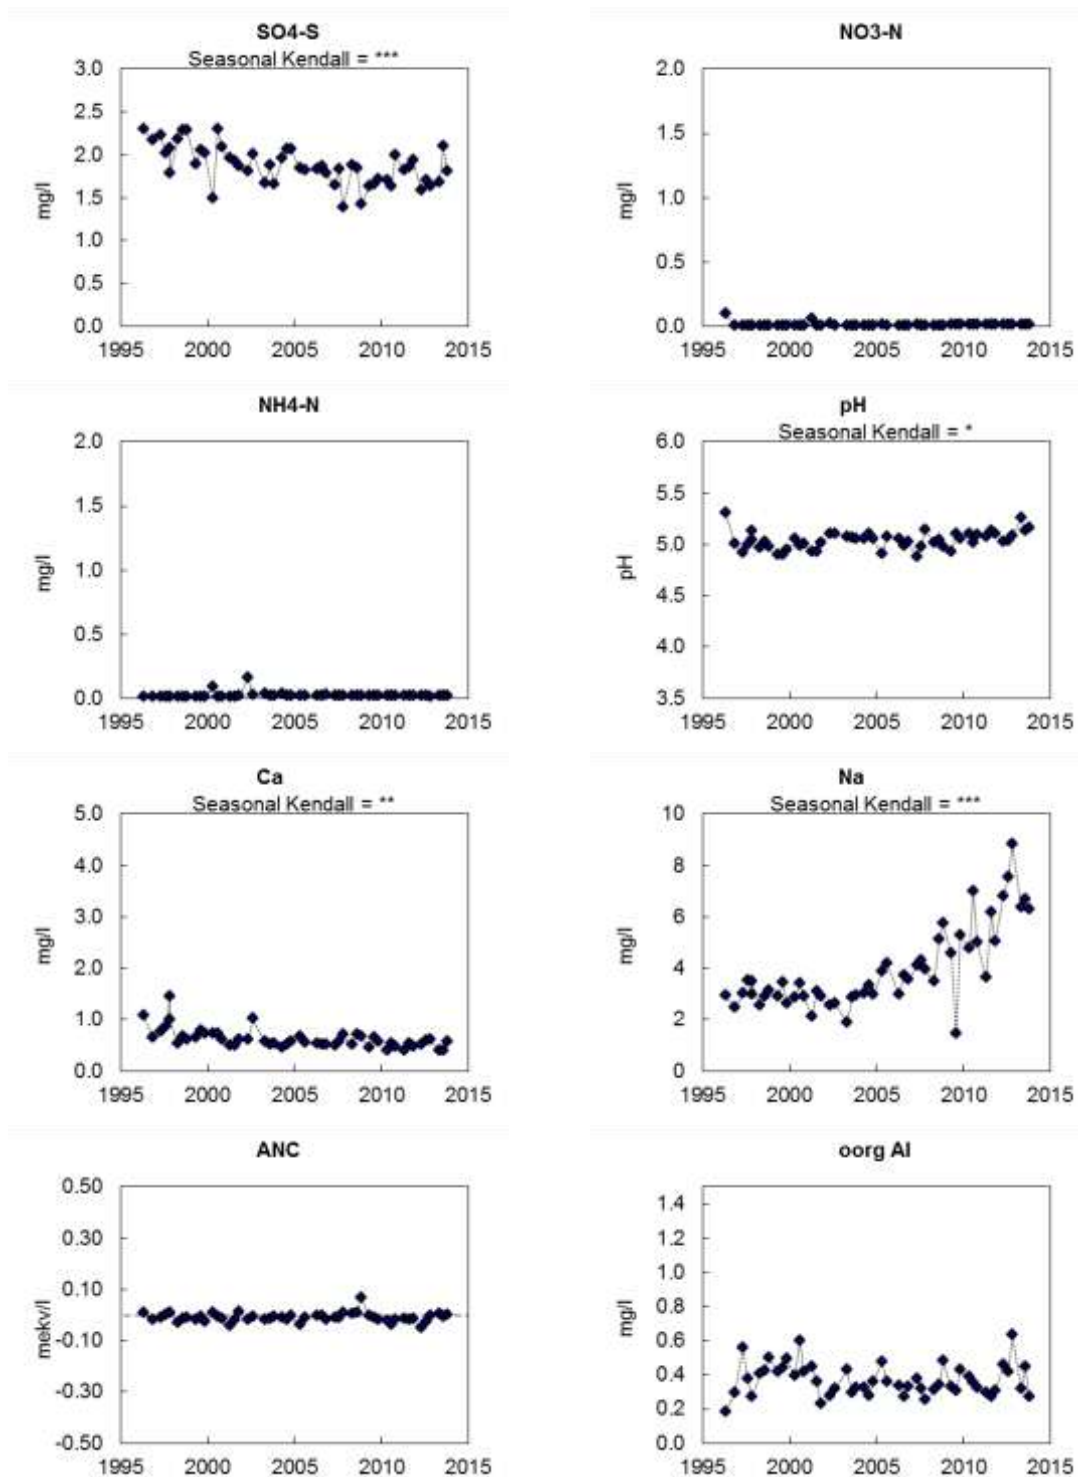 SO4-S
Seasonal Kendall = ***
3.0
2.5
2.0
1.5
1.0
0.5
0.0
mg/l
1995 2000 2005 2010 2015
NO3-N
2.0
1.5
1.0
0.5
0.0
mg/l
1995 2000 2005 2010 2015
NH4-N
2.0
1.5
1.0
0.5
0.0
mg/l
1995 2000 2005 2010 2015
pH
Seasonal Kendall = *
6.0
5.5
5.0
4.5
4.0
3.5
pH
1995 2000 2005 2010 2015
Ca
Seasonal Kendall = **
5.0
4.0
3.0
2.0
1.0
0.0
mg/l
1995 2000 2005 2010 2015
Na
Seasonal Kendall = ***
10
8
6
4
2
0
mg/l
1995 2000 2005 2010 2015
ANC
0.50
0.30
0.10
-0.10
-0.30
-0.50
mekv/l
1995 2000 2005 2010 2015
oorg Al
1.4
1.2
1.0
0.8
0.6
0.4
0.2
0.0
mg/l
1995 2000 2005 2010 2015